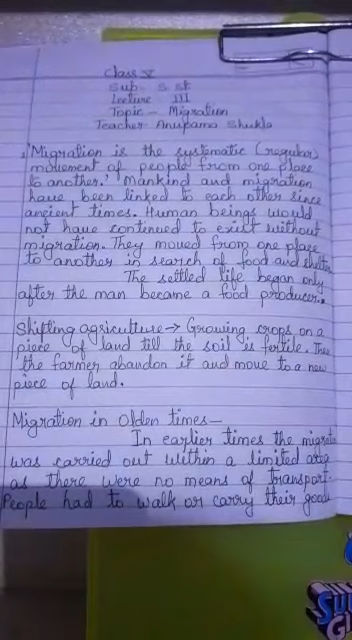 Class V
Sub- S.St
Lecture III
Topic - Migration
Teacher- Anupama Shukla
"Migration is the systematic (regular)
movement of people from one place
to another." Mankind and migration
have been linked to each other since
ancient times. Human beings would
not have continued to exist without
migration. They moved from one place
to another in search of food and shelter.
The settled life began only
after the man became a food producer.
Shifting agriculture → Growing crops on a
piece of land till the soil is fertile. Then
the farmer abandon it and move to a new
piece of land.
Migration in Olden times-
In earlier times the migrat
was carried out within a limited area
as there were no means of transport.
People had to walk or carry their goods
SU
GL